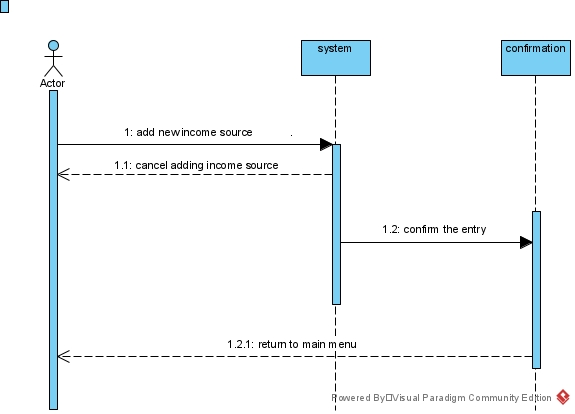 system
confirmation
Actor
1: add newincome source .
1.1: cancel adding income source
1.2: confirm the entry
1.2.1: return to main menu
Powered By□Visual Paradigm Community Edition